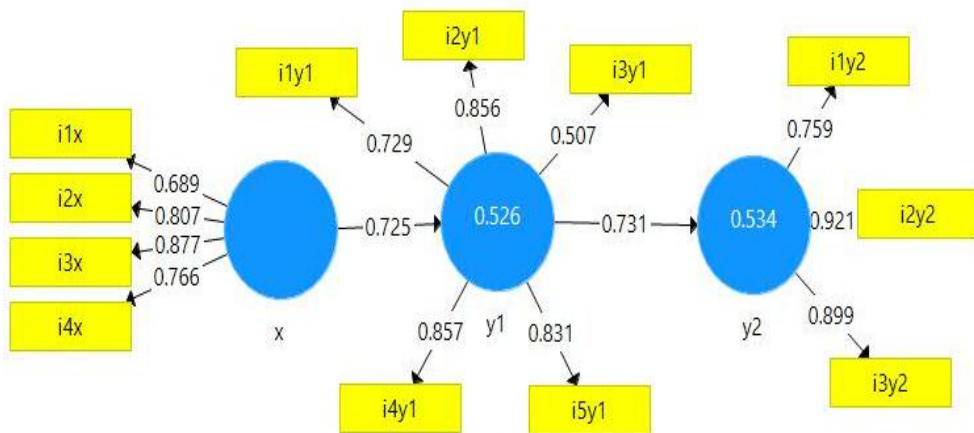 i2y1
i1y1
i3y1
i1y2
0.856
0.729
0.507
0.759
i1x
0.689
i2x
0.807
0.725
0.526
0.731
0.534
0.921
i2y2
i3x
0.877
0.766
i4x
x
y1
y2
0.857
0.831
0.899
i4y1
i5y1
i3y2